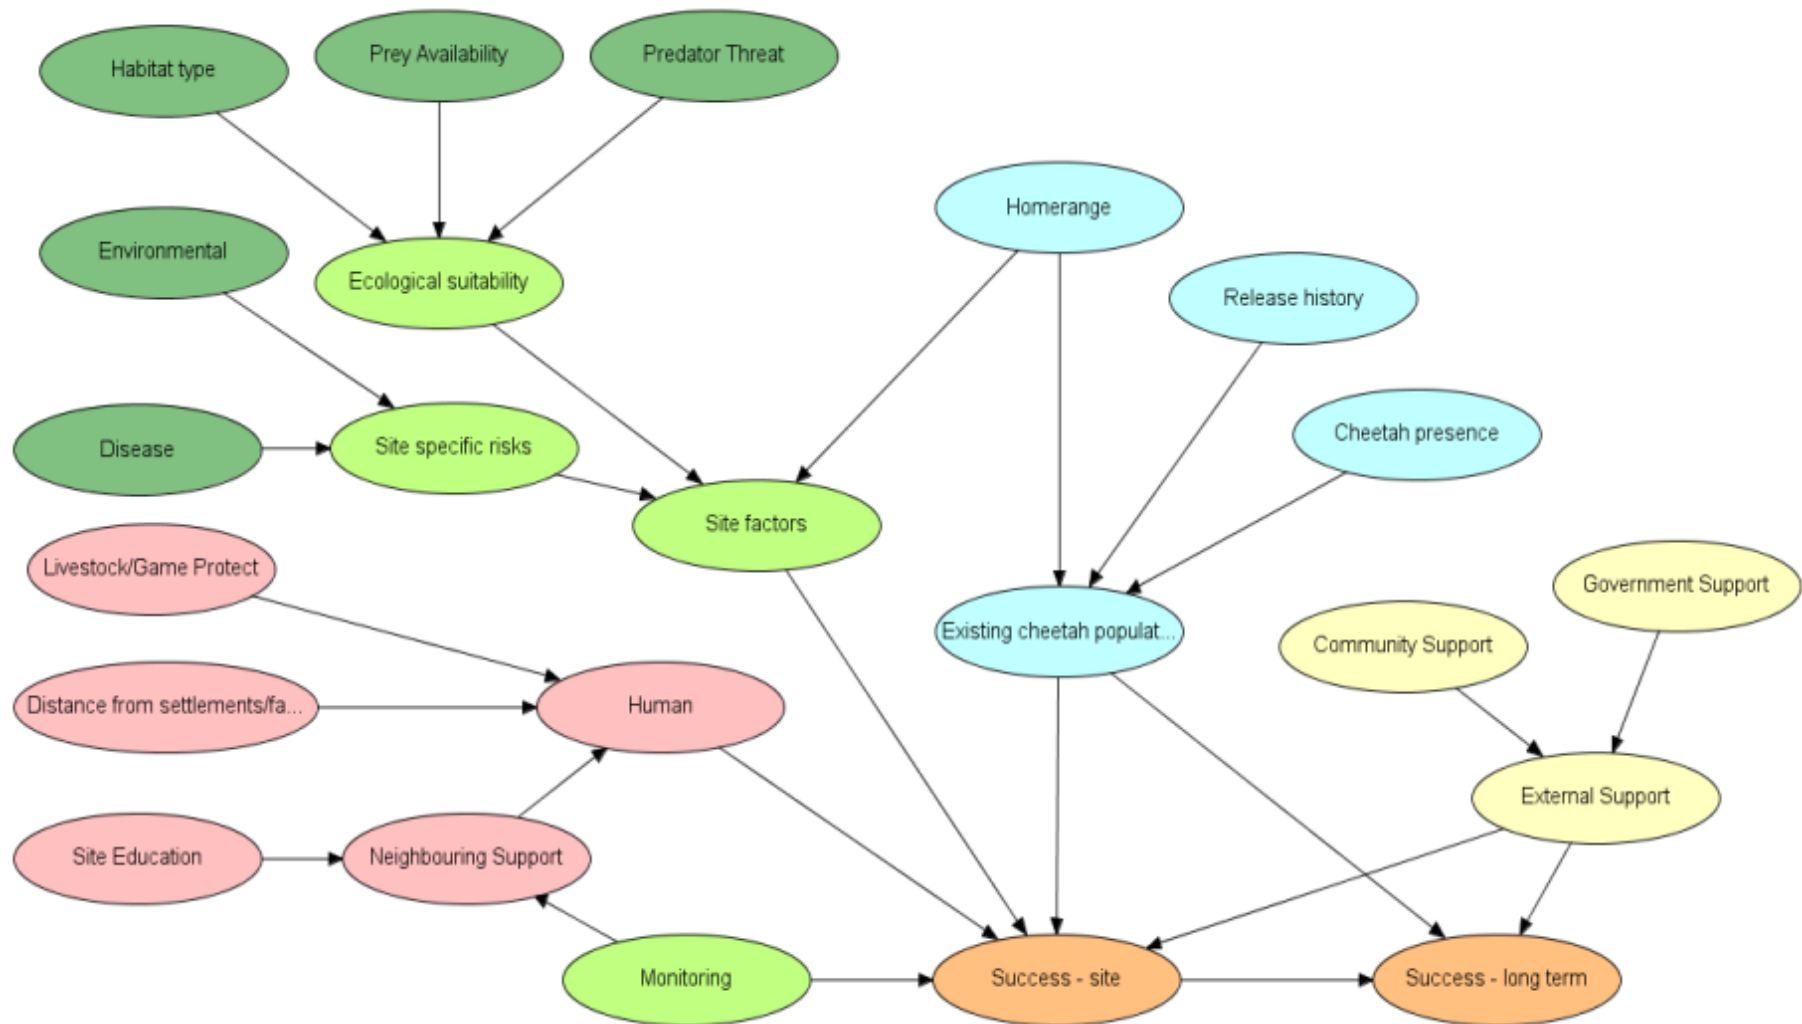 Habitat type
Prey Availability
Predator Threat
Homerange
Environmental
Ecological suitability
Release history
Cheetah presence
Disease
Site specific risks
Site factors
Livestock/Game Protect
Government Support
Existing cheetah populat...
Community Support
Distance from settlements/fa...
Human
External Support
Site Education
Neighbouring Support
Monitoring
Success - site
Success - long term